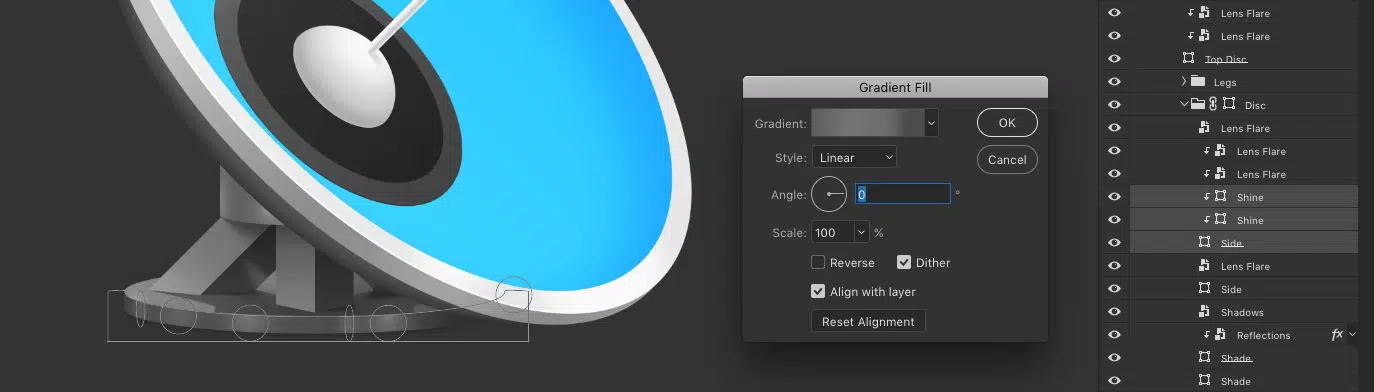 Gradient Fill
Gradient:
OK
Style: Linear
Cancel
Angle: 0 °
Scale: 100 %
Reverse Dither
Align with layer
Reset Alignment
Lens Flare
Lens Flare
Top Disc
Legs
Disc
Lens Flare
Lens Flare
Lens Flare
Shine
Shine
Side
Lens Flare
Side
Shadows
Reflections fx
Shade
Shade